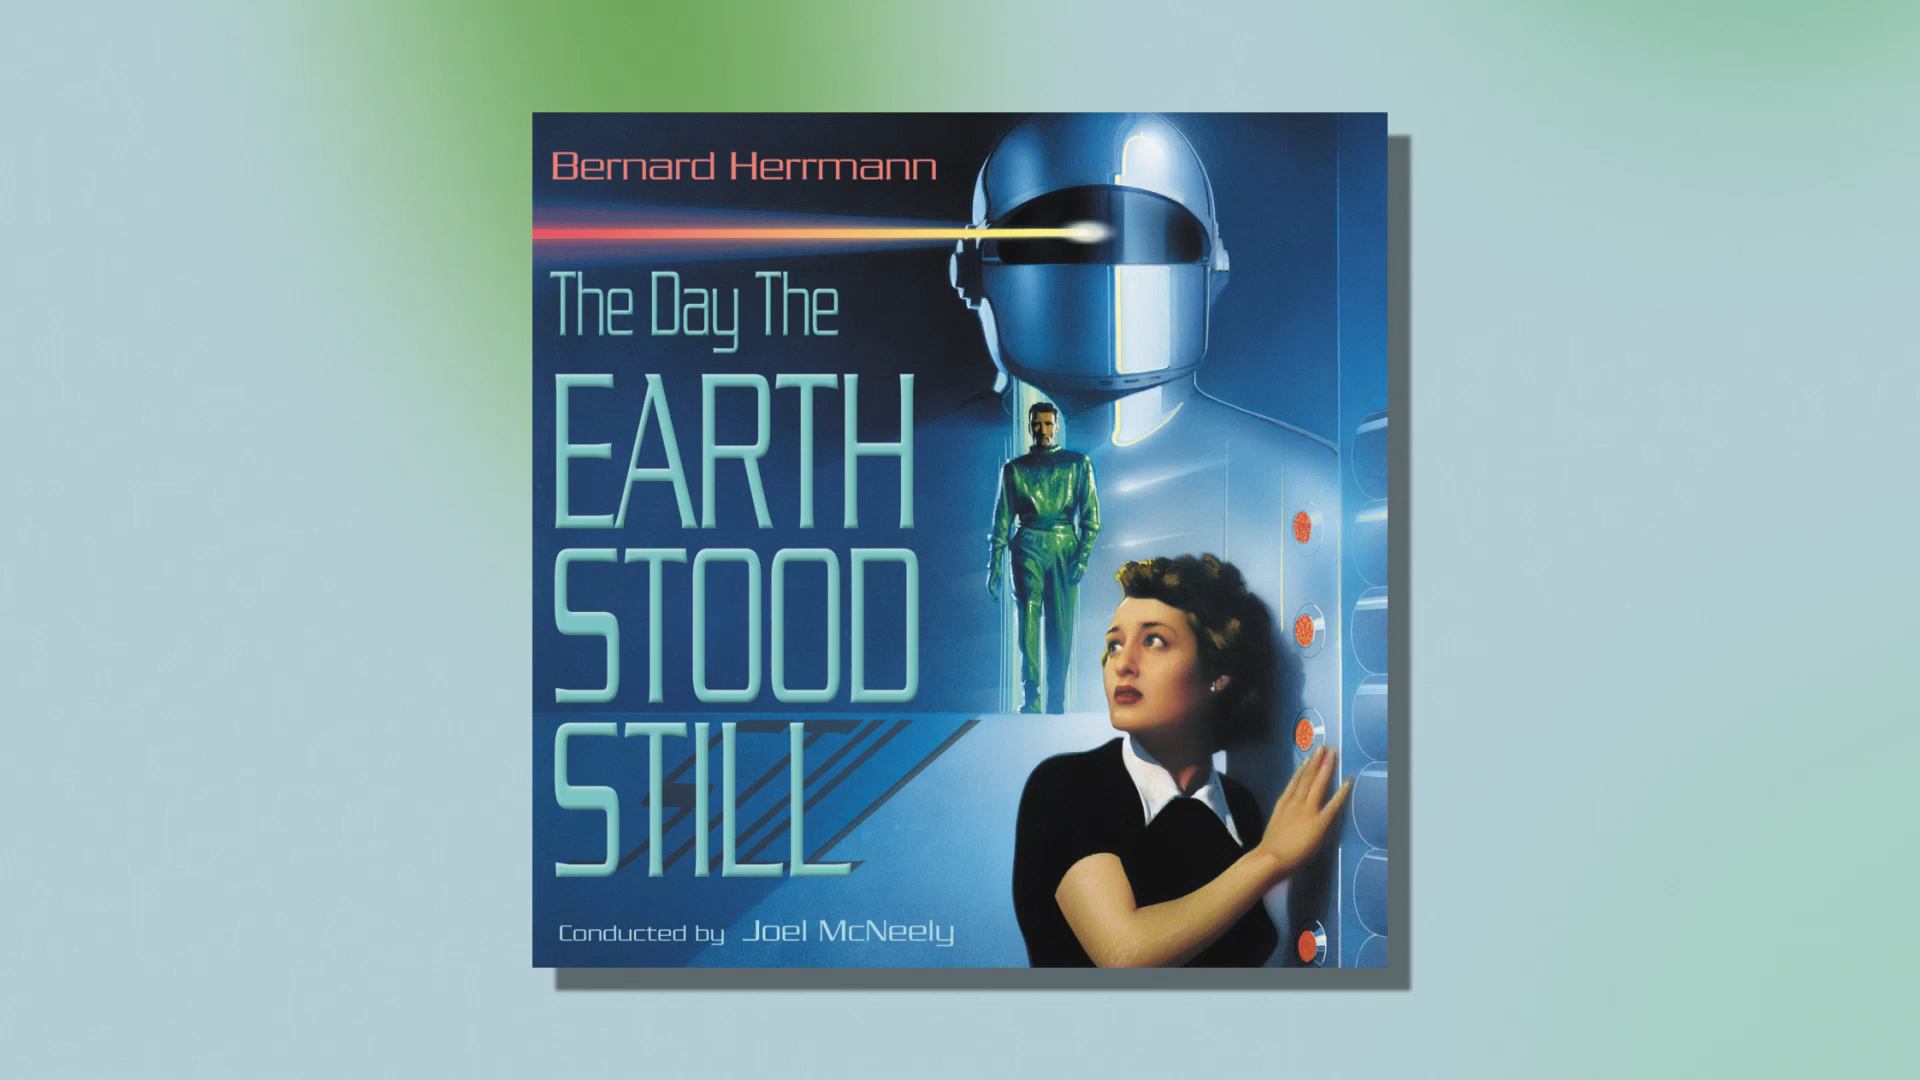 Bernard Herrmann
The Day The
EARTH
STOOD
STILL
Conducted by Joel McNeely